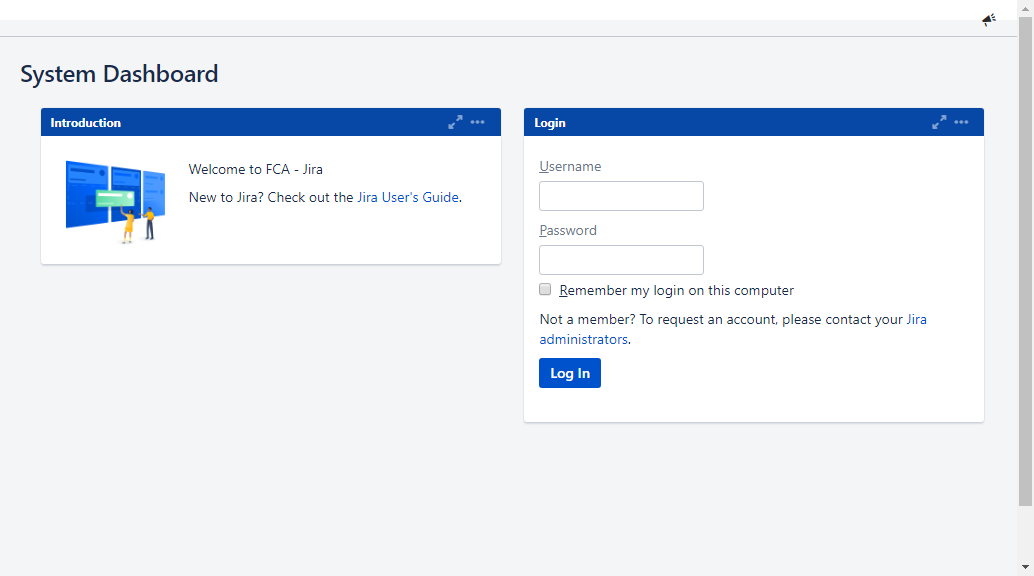 System Dashboard
Introduction
Welcome to FCA - Jira
New to Jira? Check out the Jira User's Guide.
Login
Username
Password
Remember my login on this computer
Not a member? To request an account, please contact your Jira
administrators.
Log In